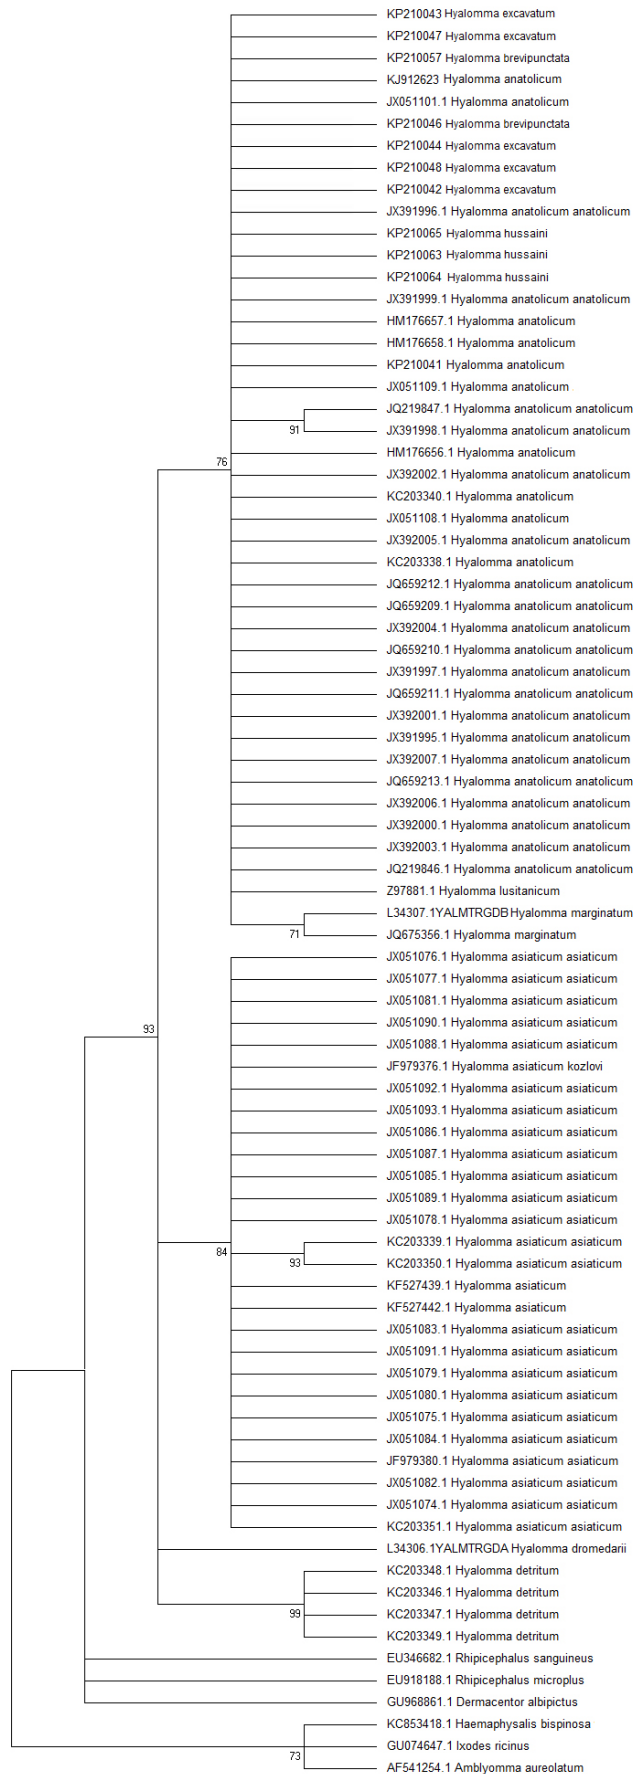 KP210043 Hyalomma excavatum
KP210047 Hyalomma excavatum
KP210057 Hyalomma brevipunctata
KJ912623 Hyalomma anatolicum
JX051101.1 Hyalomma anatolicum
KP210046 Hyalomma brevipunctata
KP210044 Hyalomma excavatum
KP210048 Hyalomma excavatum
KP210042 Hyalomma excavatum
JX391996.1 Hyalomma anatolicum anatolicum
KP210065 Hyalomma hussaini
KP210063 Hyalomma hussaini
KP210064 Hyalomma hussaini
JX391999.1 Hyalomma anatolicum anatolicum
HM176657.1 Hyalomma anatolicum
HM176658.1 Hyalomma anatolicum
KP210041 Hyalomma anatolicum
JX051109.1 Hyalomma anatolicum
JQ219847.1 Hyalomma anatolicum anatolicum
91
JX391998.1 Hyalomma anatolicum anatolicum
HM176656.1 Hyalomma anatolicum
76
JX392002.1 Hyalomma anatolicum anatolicum
KC203340.1 Hyalomma anatolicum
JX051108.1 Hyalomma anatolicum
JX392005.1 Hyalomma anatolicum anatolicum
KC203338.1 Hyalomma anatolicum
JQ659212.1 Hyalomma anatolicum anatolicum
JQ659209.1 Hyalomma anatolicum anatolicum
JX392004.1 Hyalomma anatolicum anatolicum
JQ659210.1 Hyalomma anatolicum anatolicum
JX391997.1 Hyalomma anatolicum anatolicum
JQ659211.1 Hyalomma anatolicum anatolicum
JX392001.1 Hyalomma anatolicum anatolicum
JX391995.1 Hyalomma anatolicum anatolicum
JX392007.1 Hyalomma anatolicum anatolicum
JQ659213.1 Hyalomma anatolicum anatolicum
JX392006.1 Hyalomma anatolicum anatolicum
JX392000.1 Hyalomma anatolicum anatolicum
JX392003.1 Hyalomma anatolicum anatolicum
JQ219846.1 Hyalomma anatolicum anatolicum
Z97881.1 Hyalomma lusitanicum
L34307.1YALMTRGDB Hyalomma marginatum
71
JQ675356.1 Hyalomma marginatum
JX051076.1 Hyalomma asiaticum asiaticum
JX051077.1 Hyalomma asiaticum asiaticum
JX051081.1 Hyalomma asiaticum asiaticum
JX051090.1 Hyalomma asiaticum asiaticum
93
JX051088.1 Hyalomma asiaticum asiaticum
JF979376.1 Hyalomma asiaticum kozlovi
JX051092.1 Hyalomma asiaticum asiaticum
JX051093.1 Hyalomma asiaticum asiaticum
JX051086.1 Hyalomma asiaticum asiaticum
JX051087.1 Hyalomma asiaticum asiaticum
JX051085.1 Hyalomma asiaticum asiaticum
JX051089.1 Hyalomma asiaticum asiaticum
JX051078.1 Hyalomma asiaticum asiaticum
KC203339.1 Hyalomma asiaticum asiaticum
84
93
KC203350.1 Hyalomma asiaticum asiaticum
KF527439.1 Hyalomma asiaticum
KF527442.1 Hyalomma asiaticum
JX051083.1 Hyalomma asiaticum asiaticum
JX051091.1 Hyalomma asiaticum asiaticum
JX051079.1 Hyalomma asiaticum asiaticum
JX051080.1 Hyalomma asiaticum asiaticum
JX051075.1 Hyalomma asiaticum asiaticum
JX051084.1 Hyalomma asiaticum asiaticum
JF979380.1 Hyalomma asiaticum asiaticum
JX051082.1 Hyalomma asiaticum asiaticum
JX051074.1 Hyalomma asiaticum asiaticum
KC203351.1 Hyalomma asiaticum asiaticum
L34306.1YALMTRGDA Hyalomma dromedarii
KC203348.1 Hyalomma detritum
KC203346.1 Hyalomma detritum
99
KC203347.1 Hyalomma detritum
KC203349.1 Hyalomma detritum
EU346682.1 Rhipicephalus sanguineus
EU918188.1 Rhipicephalus microplus
GU968861.1 Dermacentor albipictus
KC853418.1 Haemaphysalis bispinosa
GU074647.1 Ixodes ricinus
73
AF541254.1 Amblyomma aureolatum